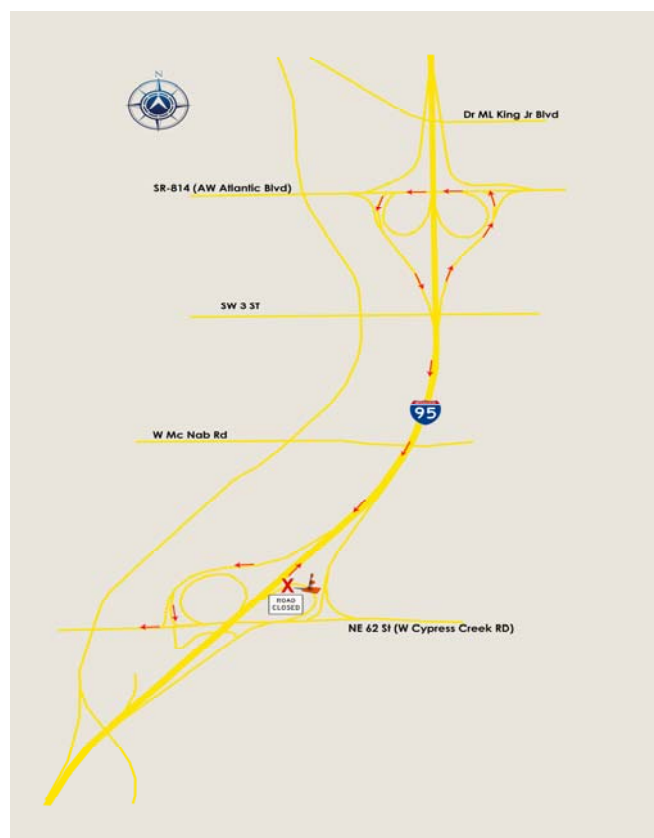 N
Dr ML King Jr Blvd
SR-814 (AW Atlantic Blvd)
SW 3 ST
95
W Mc Nab Rd
X
ROAD
CLOSED
NE 62 St (W Cypress Creek RD)